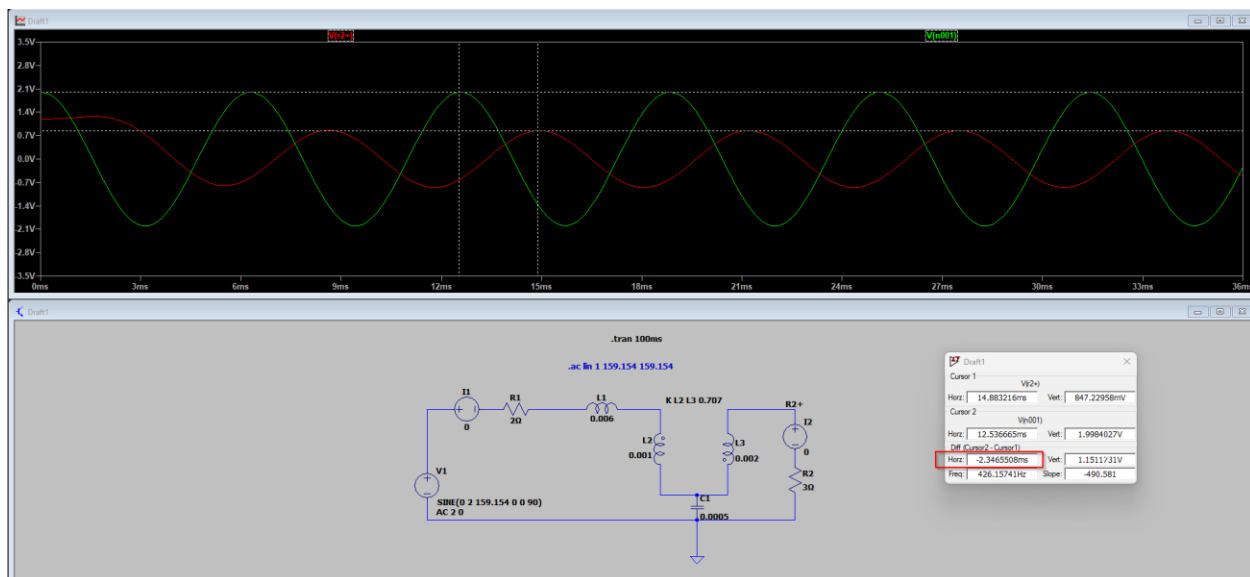 Draft1
V(r2+)
V(n001)
3.5V
2.8V
2.1V
1.4V
0.7V
0.0V
-0.7V
-1.4V
-2.1V
-2.8V
-3.5V
0ms 3ms 6ms 9ms 12ms 15ms 18ms 21ms 24ms 27ms 30ms 33ms 36ms
Draft1
.tran 100ms
.ac lin 1 159.154 159.154
I1
0
R1
2Ω
L1
0.006
K L2 L3 0.707
R2+
I2
0
L2
0.001
L3
0.002
R2
3Ω
V1
SINE(0 2 159.154 0 0 90)
AC 2 0
C1
0.0005
Draft1
Cursor 1
V(r2+)
Horz: 14.883216ms Vert: 847.22958mV
Cursor 2
V(n001)
Horz: 12.536665ms Vert: 1.9984027V
Diff (Cursor2 - Cursor1)
Horz: -2.3465508ms Vert: 1.1511731V
Freq: 426.15741Hz Slope: -490.581